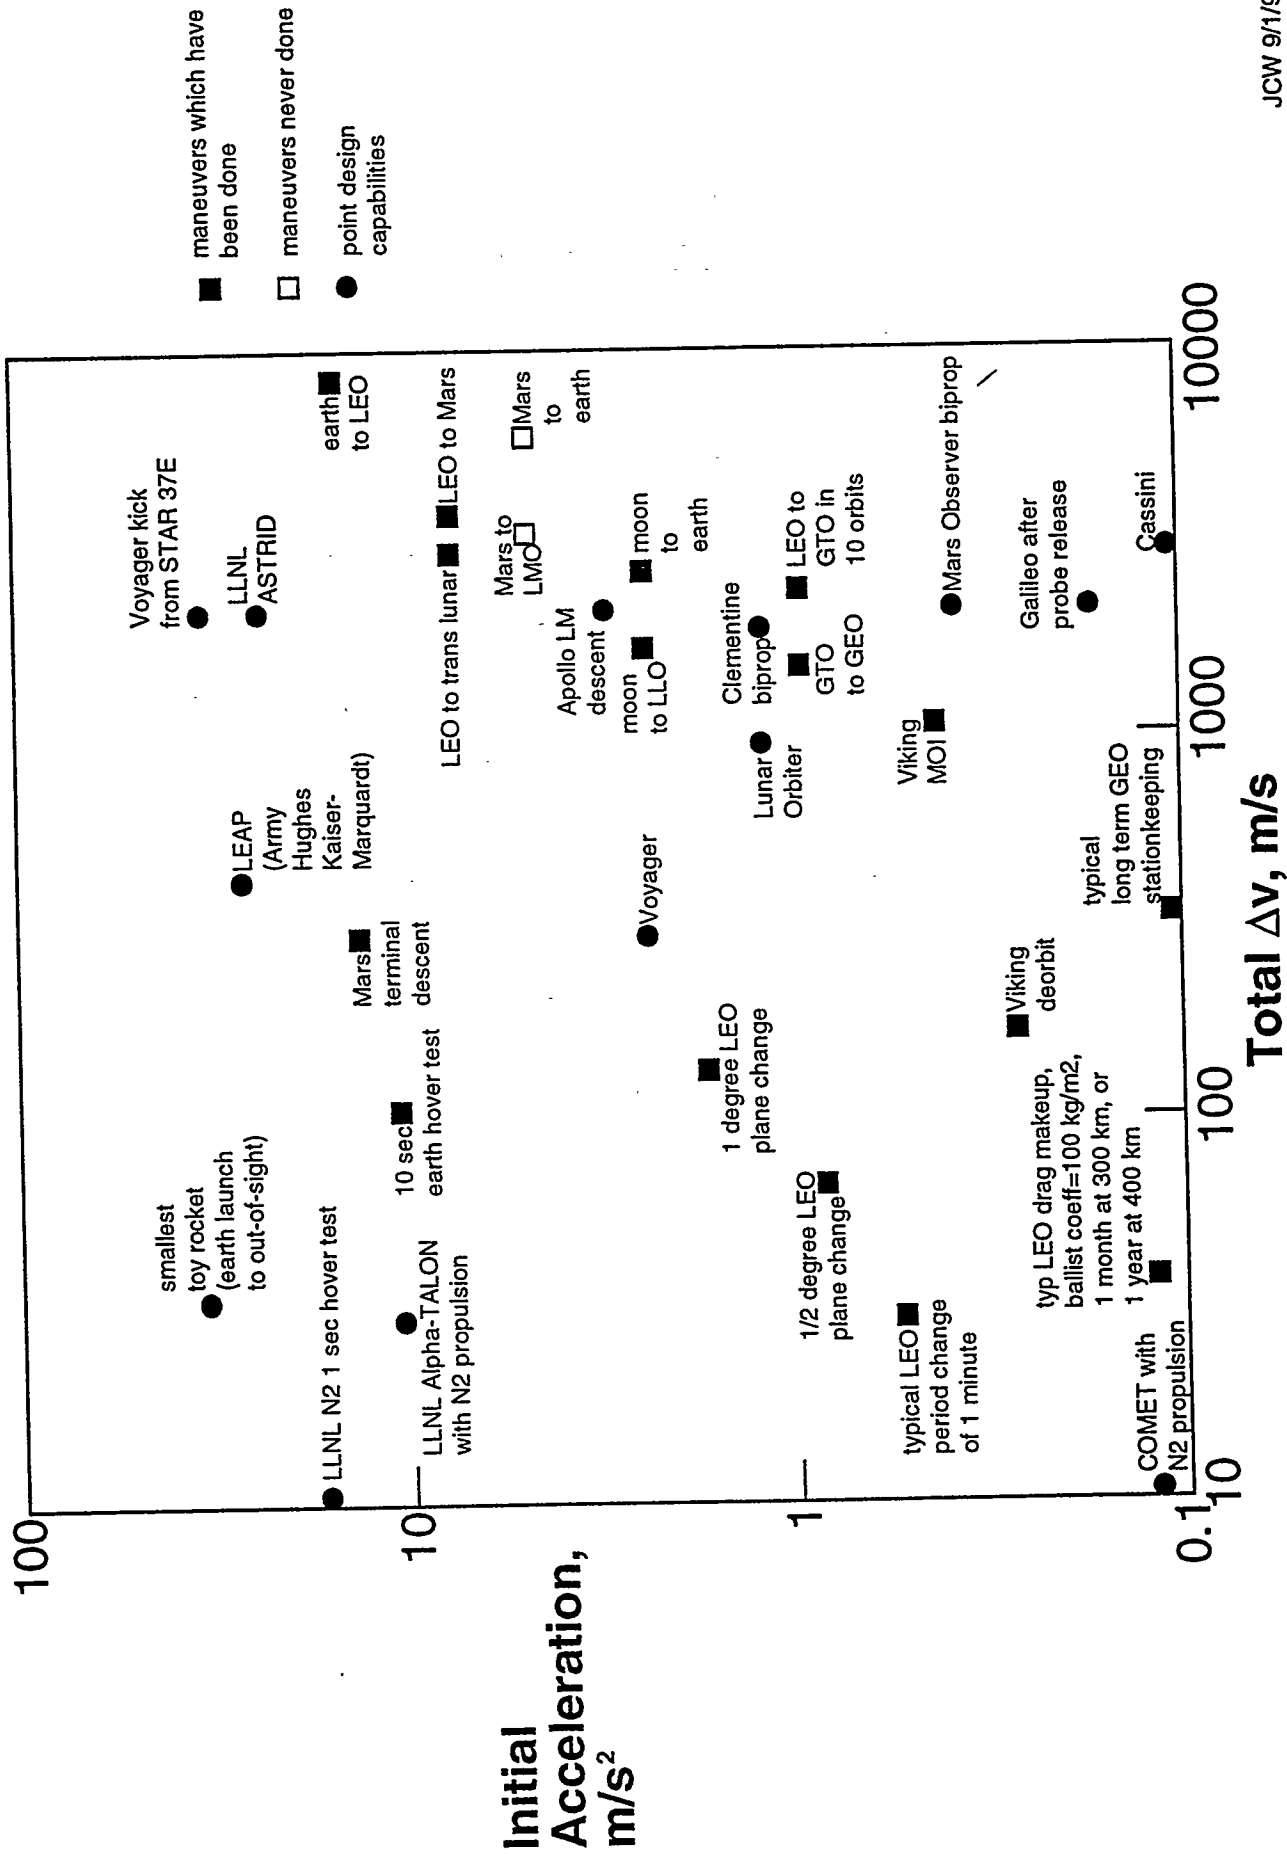 Initial
Acceleration,
m/s²
100
10
1
0.1
10
100
1000
10000
Total Δv, m/s
maneuvers which have
been done
maneuvers never done
point design
capabilities
Voyager kick
from STAR 37E
LLNL
ASTRID
earth
to LEO
LEAP
(Army
Hughes
Kaiser-
Marquardt)
smallest
toy rocket
(earth launch
to out-of-sight)
LLNL N2 1 sec hover test
Mars
terminal
descent
10 sec
earth hover test
LLNL Alpha-TALON
with N2 propulsion
LEO to trans lunar
LEO to Mars
Mars to
LMO
Mars
to
earth
Apollo LM
descent
moon
to LLO
moon
to
earth
Voyager
1 degree LEO
plane change
Lunar
Orbiter
Clementine
biprop
GTO
to GEO
LEO to
GTO in
10 orbits
1/2 degree LEO
plane change
typical LEO
period change
of 1 minute
Viking
MOI
Mars Observer biprop
Viking
deorbit
Galileo after
probe release
typ LEO drag makeup,
ballist coeff=100 kg/m2,
1 month at 300 km, or
1 year at 400 km
typical
long term GEO
stationkeeping
Cassini
COMET with
N2 propulsion
JCW 9/1/9